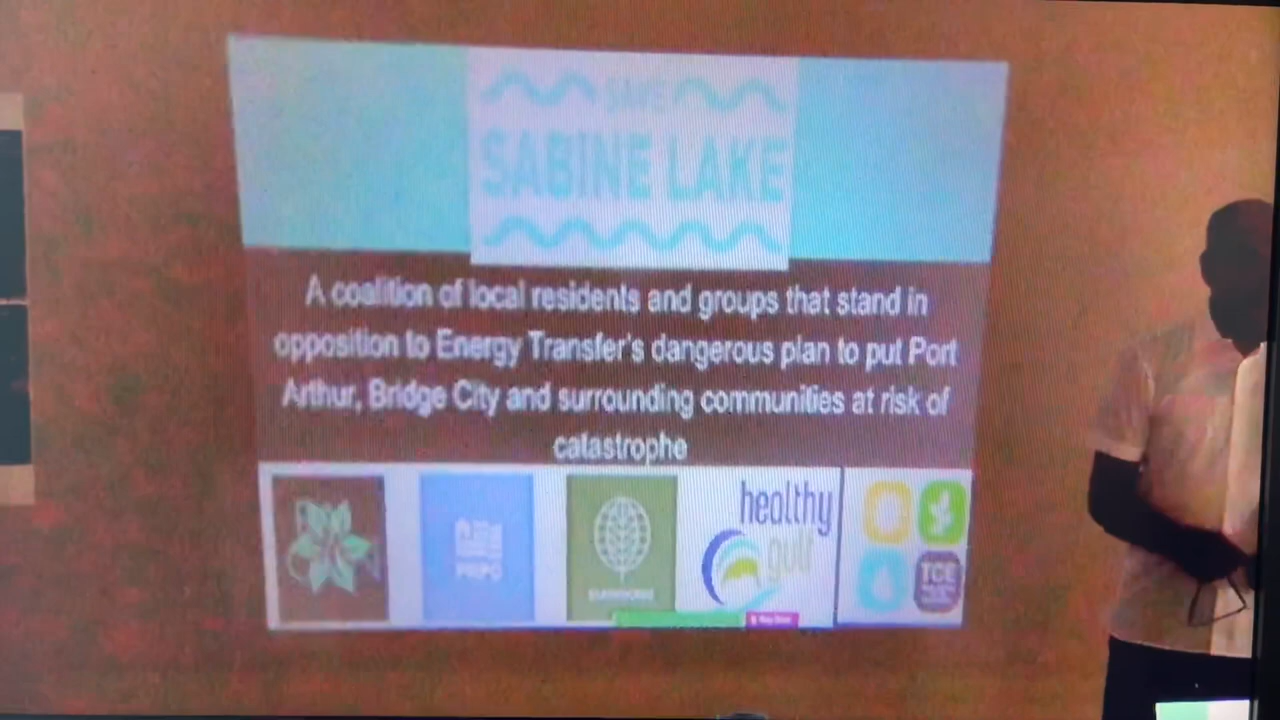 SAVE
SABINE LAKE
A coalition of local residents and groups that stand in
opposition to Energy Transfer's dangerous plan to put Port
Arthur, Bridge City and surrounding communities at risk of
catastrophe
healthy
gulf
TCE